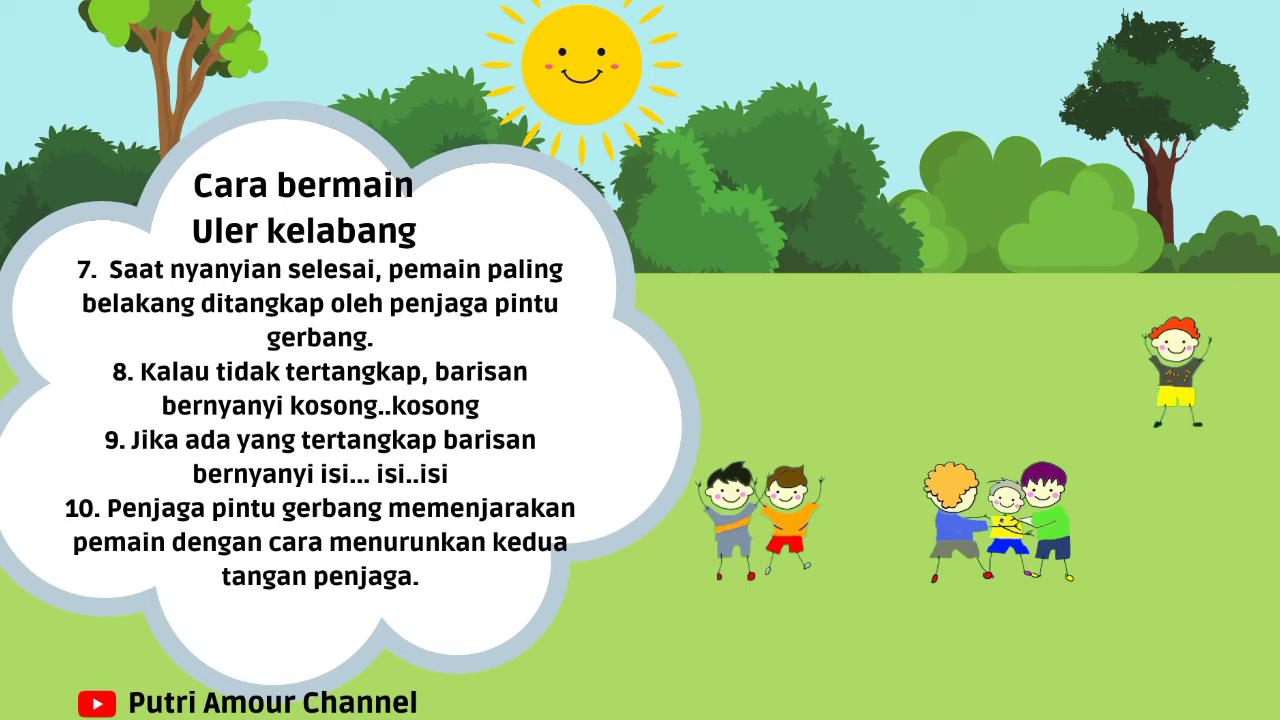 Cara bermain
Uler kelabang
7. Saat nyanyian selesai, pemain paling
belakang ditangkap oleh penjaga pintu
gerbang.
8. Kalau tidak tertangkap, barisan
bernyanyi kosong..kosong
9. Jika ada yang tertangkap barisan
bernyanyi isi... isi..isi
10. Penjaga pintu gerbang memenjarakan
pemain dengan cara menurunkan kedua
tangan penjaga.
Putri Amour Channel